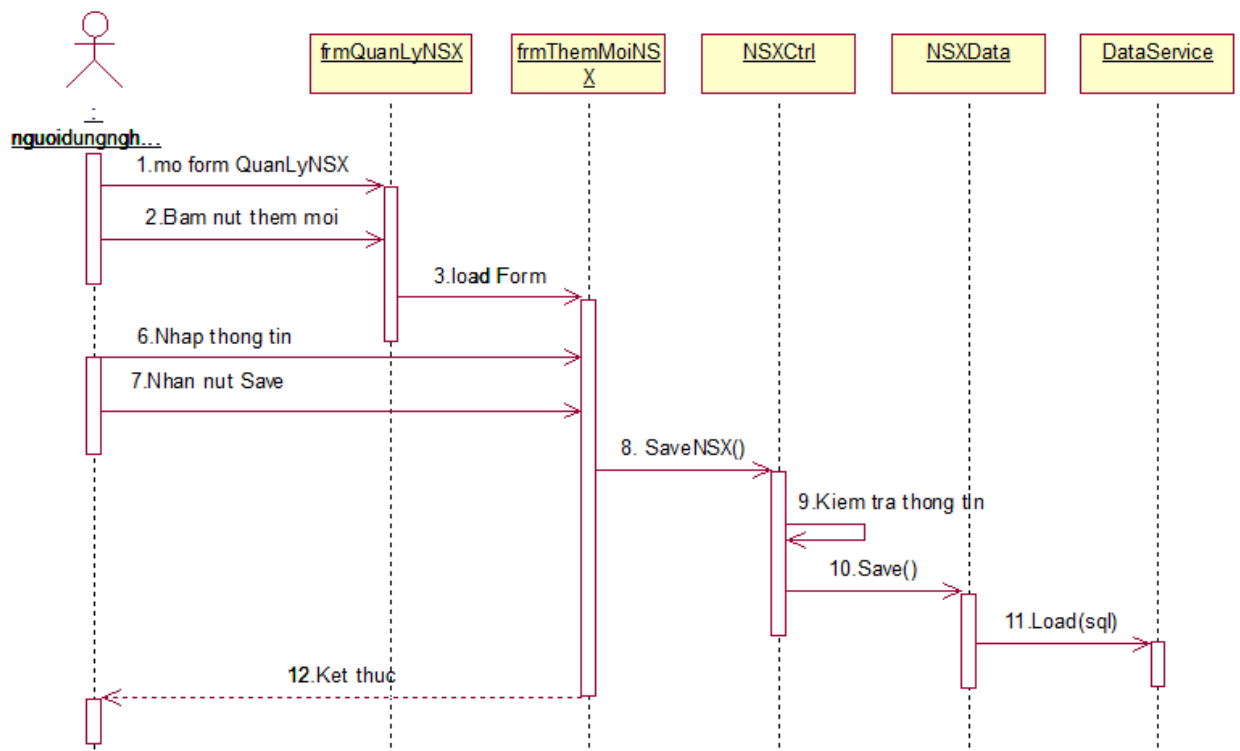 frmQuanLyNSX
frmThemMoiNS
X
NSXCtrl
NSXData
DataService
:
nguoidungngh...
1.mo form QuanLyNSX
2.Bam nut them moi
3.load Form
6.Nhap thong tin
7.Nhan nut Save
8. SaveNSX()
9.Kiem tra thong tin
10.Save()
11.Load(sql)
12.Ket thuc